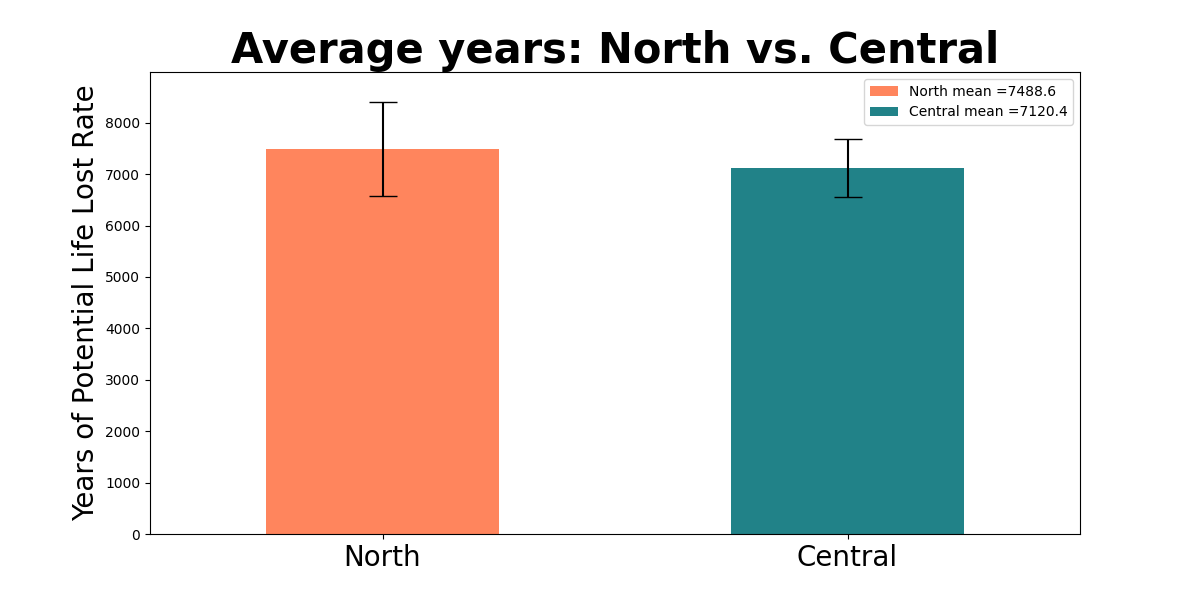 Average years: North vs. Central
North mean =7488.6
Central mean =7120.4
Years of Potential Life Lost Rate
8000
7000
6000
5000
4000
3000
2000
1000
0
North
Central